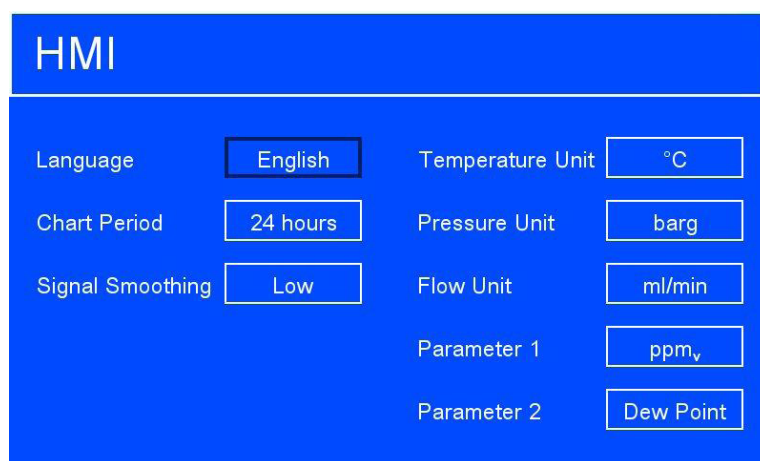 HMI
Language English
Chart Period 24 hours
Signal Smoothing Low
Temperature Unit °C
Pressure Unit barg
Flow Unit ml/min
Parameter 1 ppmv
Parameter 2 Dew Point